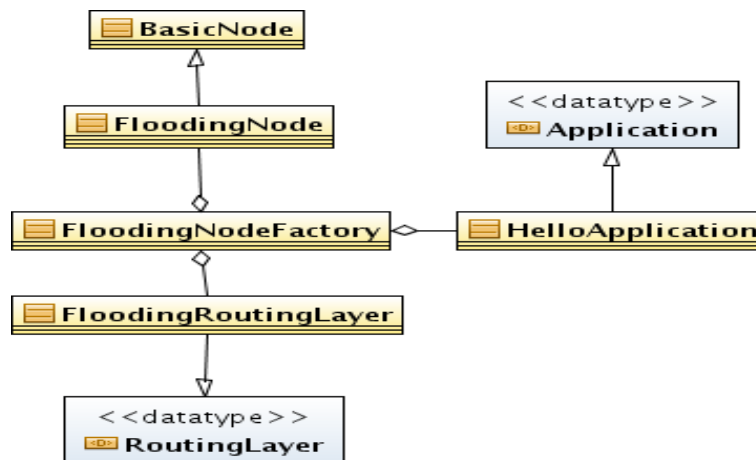 BasicNode
FloodingNode
<<datatype>>
Application
FloodingNodeFactory
HelloApplication
FloodingRoutingLayer
<<datatype>>
RoutingLayer